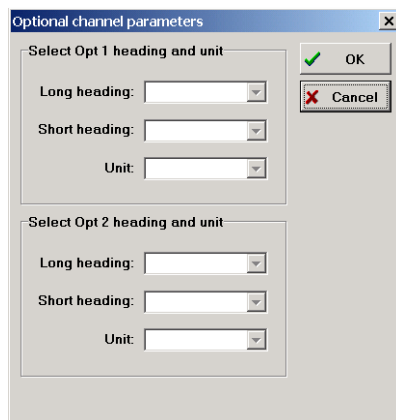 Optional channel parameters
Select Opt 1 heading and unit
OK
Long heading:
Cancel
Short heading:
Unit:
Select Opt 2 heading and unit
Long heading:
Short heading:
Unit: